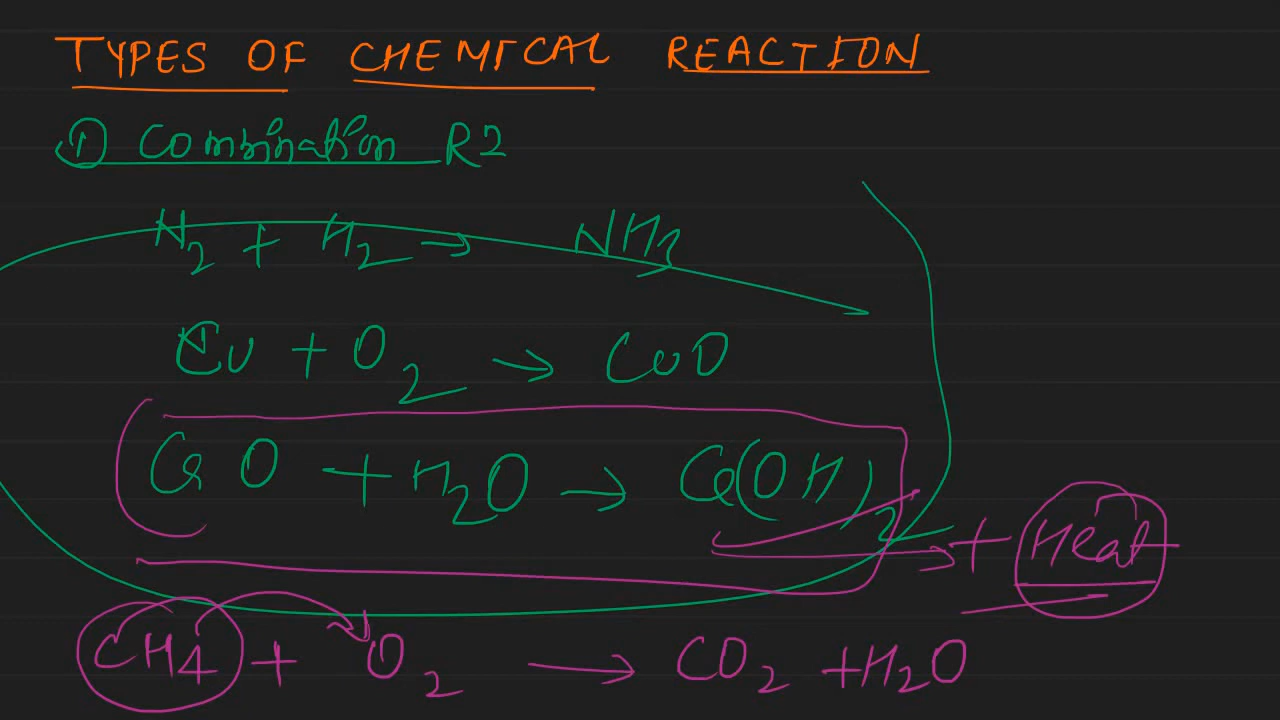 TYPES OF CHEMICAL REACTION
① Combination R2
N₂ + H₂ → NH₃
Cu + O₂ → CuO
CaO + H₂O → Ca(OH)₂ + Heat
CH4 + O₂ → CO₂ + H₂O